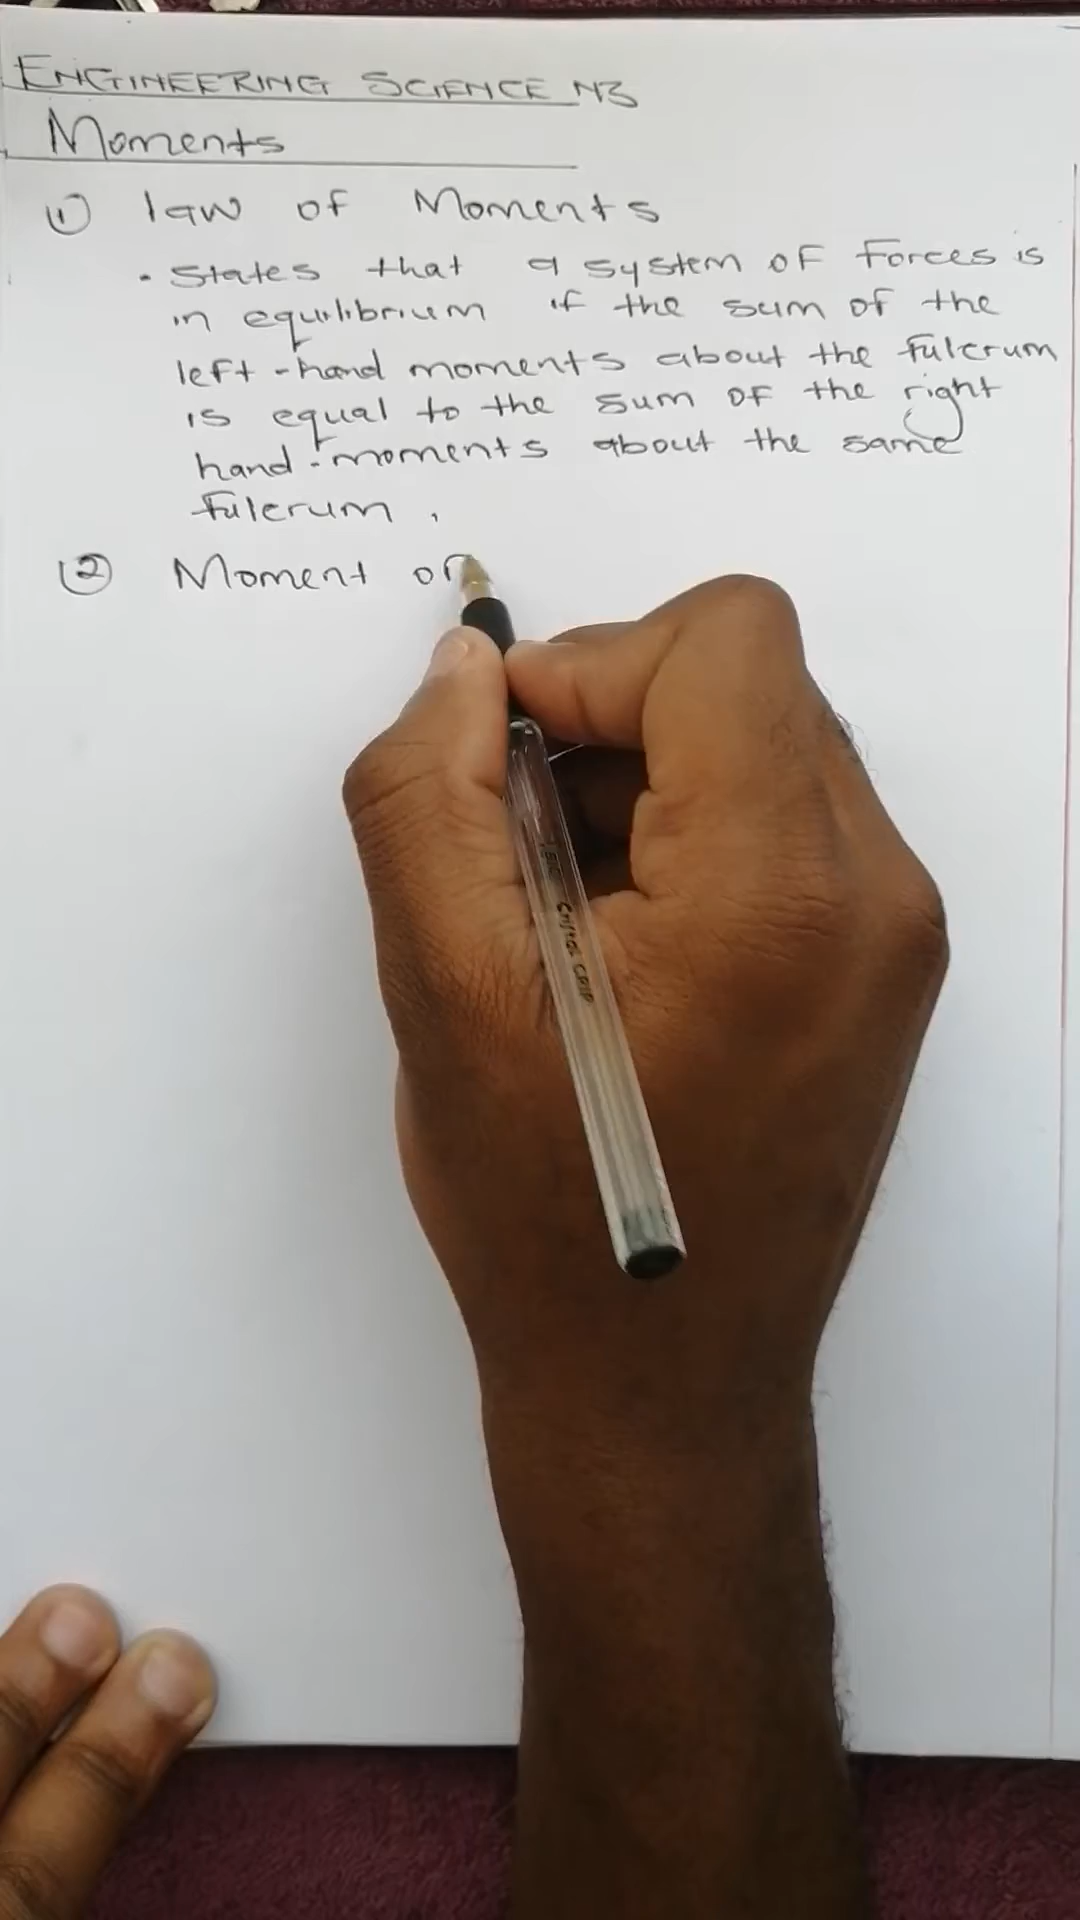 ENGINEERING SCIENCE N3
Moments
① law of Moments
• States that a system of forces is
in equilibrium if the sum of the
left-hand moments about the fulcrum
is equal to the sum of the right
hand-moments about the same
fulcrum.
② Moment of
Cristal GRIP